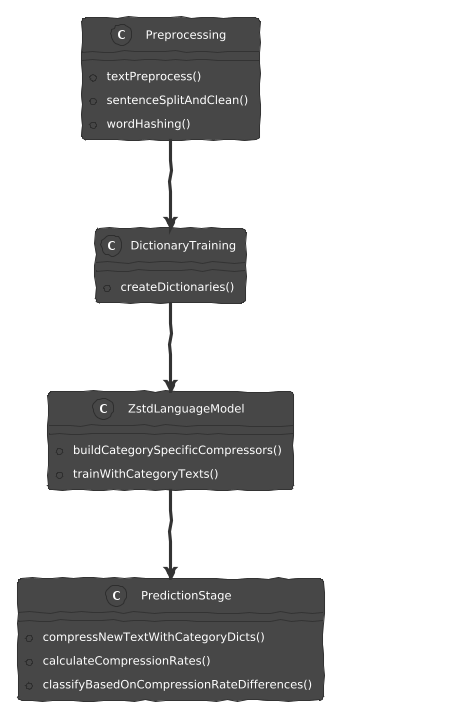 C Preprocessing
textPreprocess()
sentenceSplitAndClean()
wordHashing()
C DictionaryTraining
createDictionaries()
C ZstdLanguageModel
buildCategorySpecificCompressors()
trainWithCategoryTexts()
C PredictionStage
compressNewTextWithCategoryDicts()
calculateCompressionRates()
classifyBasedOnCompressionRateDifferences()